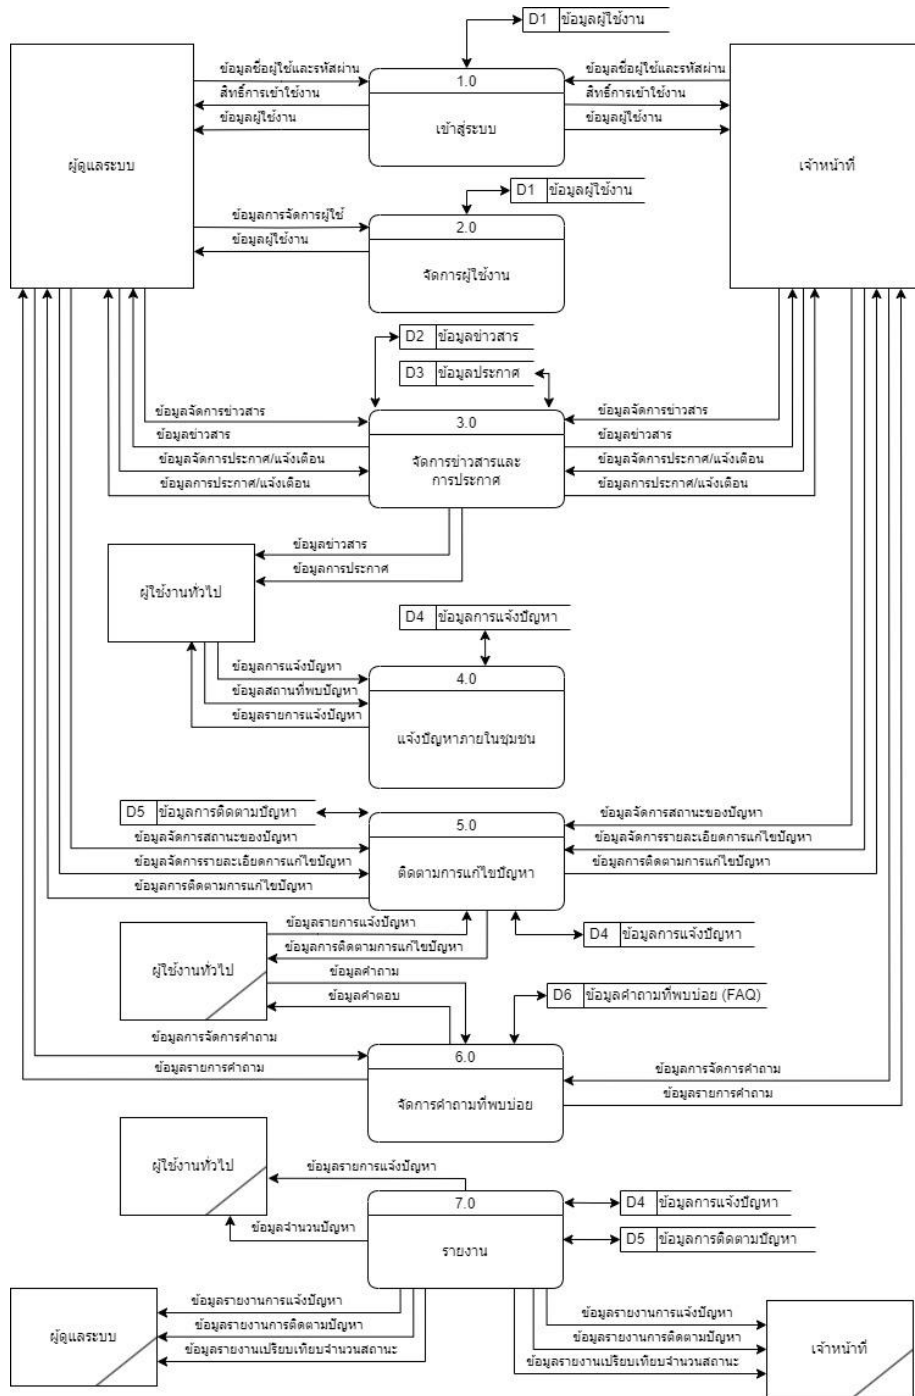 D1 ข้อมูลผู้ใช้งาน
ข้อมูลชื่อผู้ใช้และรหัสผ่าน
สิทธิ์การเข้าใช้งาน
ข้อมูลผู้ใช้งาน
1.0
เข้าสู่ระบบ
ข้อมูลชื่อผู้ใช้และรหัสผ่าน
สิทธิ์การเข้าใช้งาน
ข้อมูลผู้ใช้งาน
ผู้ดูแลระบบ
เจ้าหน้าที่
D1 ข้อมูลผู้ใช้งาน
ข้อมูลการจัดการผู้ใช้
ข้อมูลผู้ใช้งาน
2.0
จัดการผู้ใช้งาน
D2 ข้อมูลข่าวสาร
D3 ข้อมูลประกาศ
ข้อมูลจัดการข่าวสาร
ข้อมูลข่าวสาร
ข้อมูลจัดการประกาศ/แจ้งเตือน
ข้อมูลการประกาศ/แจ้งเตือน
3.0
จัดการข่าวสารและ
การประกาศ
ข้อมูลจัดการข่าวสาร
ข้อมูลข่าวสาร
ข้อมูลจัดการประกาศ/แจ้งเตือน
ข้อมูลการประกาศ/แจ้งเตือน
ข้อมูลข่าวสาร
ข้อมูลการประกาศ
ผู้ใช้งานทั่วไป
D4 ข้อมูลการแจ้งปัญหา
ข้อมูลการแจ้งปัญหา
ข้อมูลสถานที่พบปัญหา
ข้อมูลรายการแจ้งปัญหา
4.0
แจ้งปัญหาภายในชุมชน
D5 ข้อมูลการติดตามปัญหา
ข้อมูลจัดการสถานะของปัญหา
ข้อมูลจัดการรายละเอียดการแก้ไขปัญหา
ข้อมูลการติดตามการแก้ไขปัญหา
5.0
ติดตามการแก้ไขปัญหา
ข้อมูลจัดการสถานะของปัญหา
ข้อมูลจัดการรายละเอียดการแก้ไขปัญหา
ข้อมูลการติดตามการแก้ไขปัญหา
ข้อมูลรายการแจ้งปัญหา
ข้อมูลการติดตามการแก้ไขปัญหา
D4 ข้อมูลการแจ้งปัญหา
ผู้ใช้งานทั่วไป
ข้อมูลคำถาม
ข้อมูลคำตอบ
D6 ข้อมูลคำถามที่พบบ่อย (FAQ)
ข้อมูลการจัดการคำถาม
ข้อมูลรายการคำถาม
6.0
จัดการคำถามที่พบบ่อย
ข้อมูลการจัดการคำถาม
ข้อมูลรายการคำถาม
ผู้ใช้งานทั่วไป
ข้อมูลรายการแจ้งปัญหา
ข้อมูลจำนวนปัญหา
7.0
รายงาน
D4 ข้อมูลการแจ้งปัญหา
D5 ข้อมูลการติดตามปัญหา
ผู้ดูแลระบบ
ข้อมูลรายงานการแจ้งปัญหา
ข้อมูลรายงานการติดตามปัญหา
ข้อมูลรายงานเปรียบเทียบจำนวนสถานะ
ข้อมูลรายงานการแจ้งปัญหา
ข้อมูลรายงานการติดตามปัญหา
ข้อมูลรายงานเปรียบเทียบจำนวนสถานะ
เจ้าหน้าที่